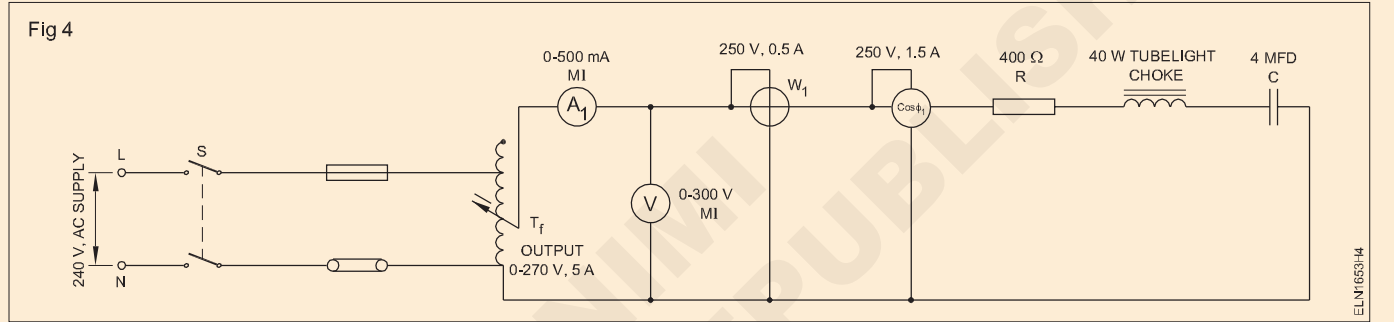 Fig 4
0-500 mA
MI
A1
250 V, 0.5 A
W1
250 V, 1.5 A
Cosϕ1
400 Ω
R
40 W TUBELIGHT
CHOKE
4 MFD
C
240 V, AC SUPPLY
L
S
N
Tf
OUTPUT
0-270 V, 5 A
V
0-300 V
MI
NIMI
ELN1653H4